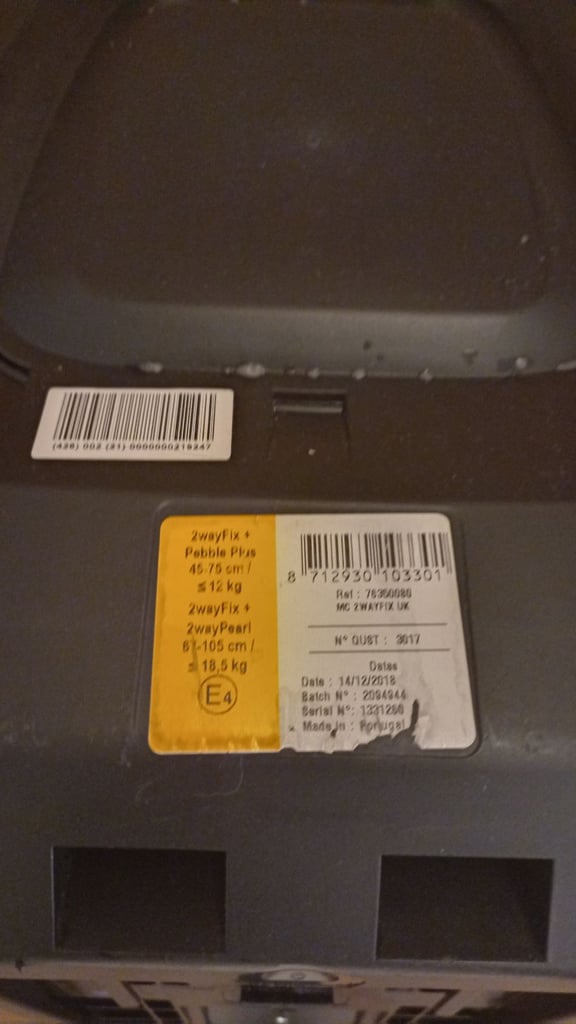 (426) 002 (21) 0000000218247
2wayFix +
Pebble Plus
45-75 cm /
≤ 12 kg
2wayFix +
2wayPearl
67-105 cm /
≤ 18,5 kg
E4
8 712930 103301
Ref : 76350080
MC 2WAYFIX UK
N° CUST : 3017
Dates
Date : 14/12/2018
Batch N° : 2094944
Serial N°: 1331260
Made in : Portugal